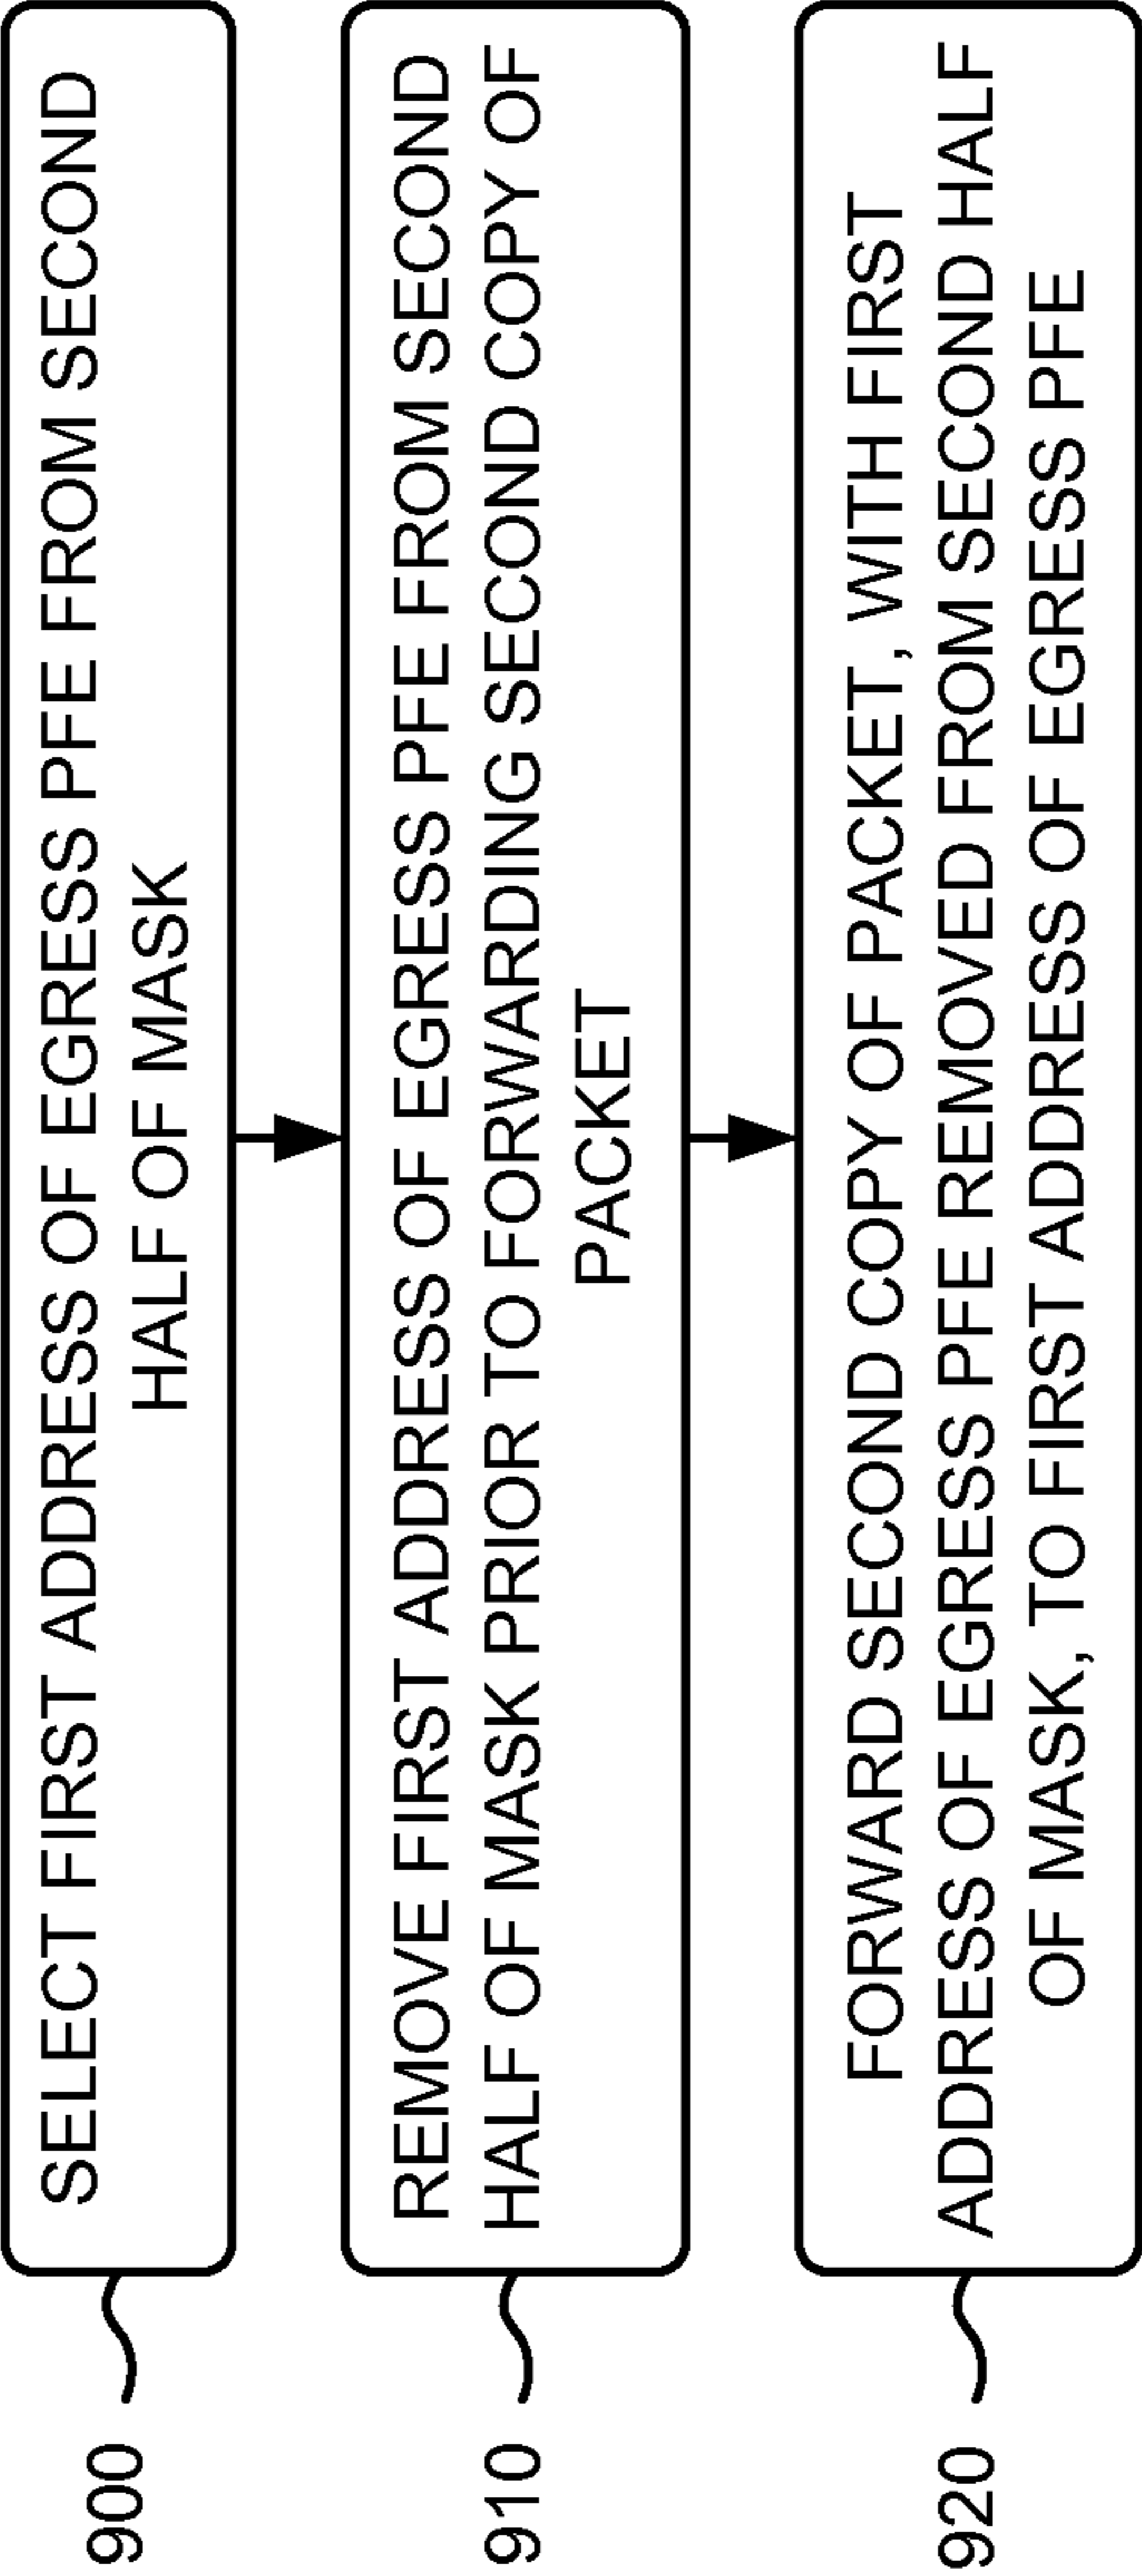 SELECT FIRST ADDRESS OF EGRESS PFE FROM SECOND
HALF OF MASK
900
REMOVE FIRST ADDRESS OF EGRESS PFE FROM SECOND
HALF OF MASK PRIOR TO FORWARDING SECOND COPY OF
PACKET
910
FORWARD SECOND COPY OF PACKET, WITH FIRST
ADDRESS OF EGRESS PFE REMOVED FROM SECOND HALF
OF MASK, TO FIRST ADDRESS OF EGRESS PFE
920